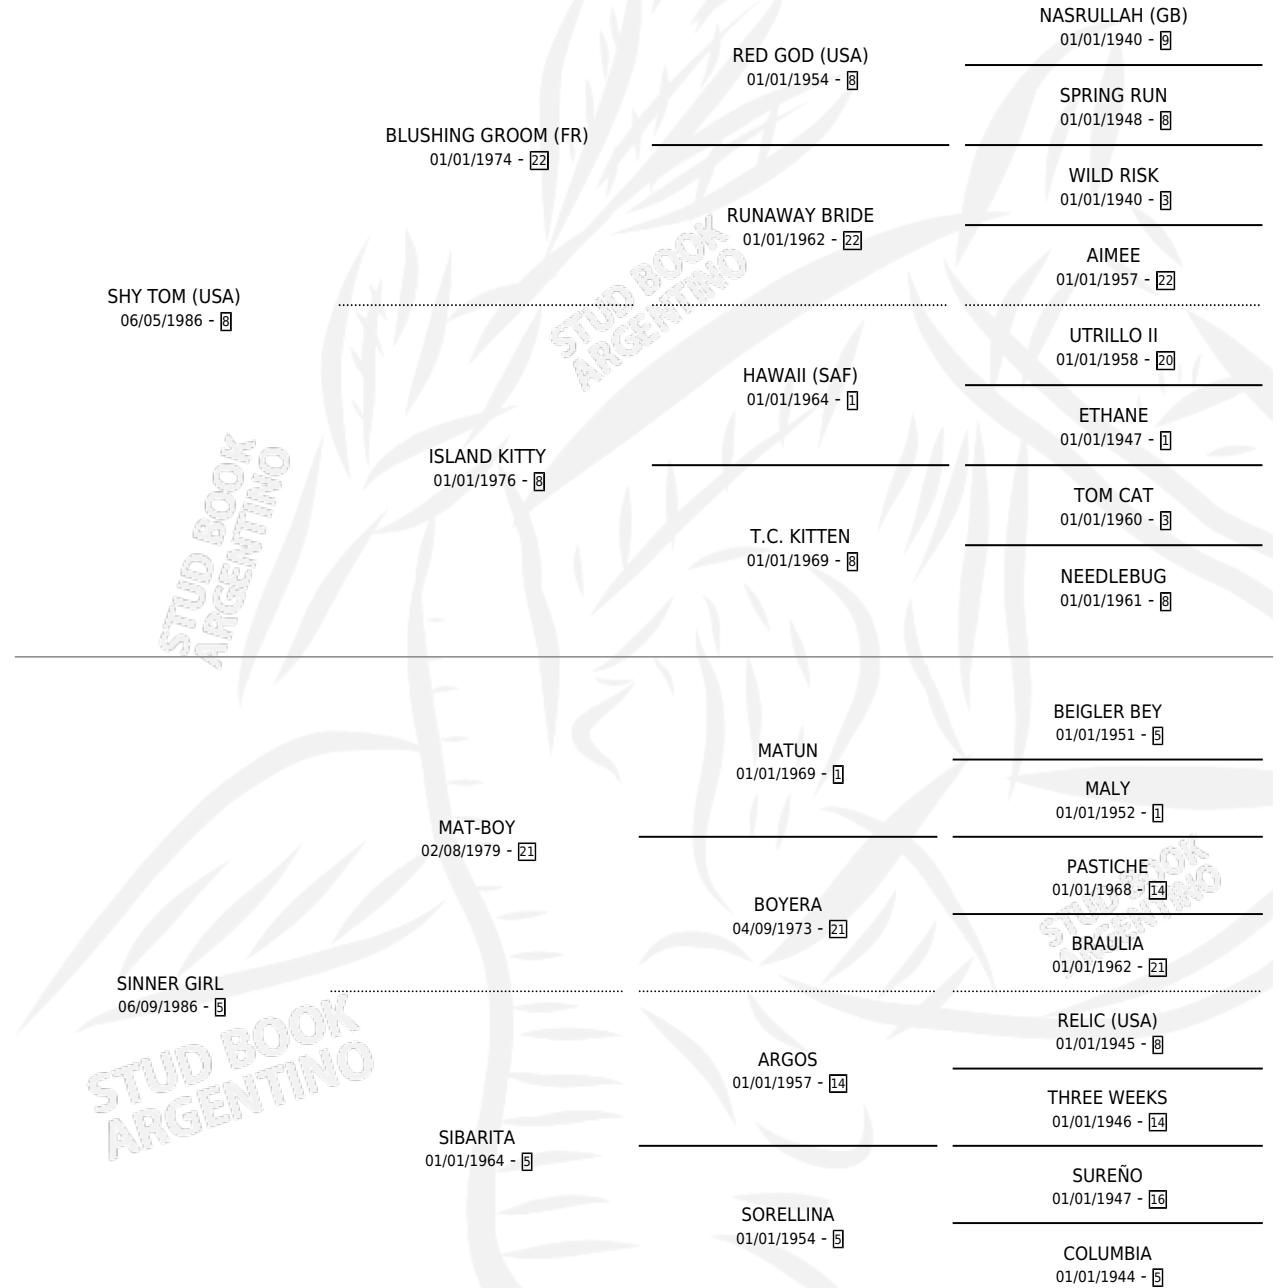 NASRULLAH (GB)
01/01/1940 - 9
RED GOD (USA)
01/01/1954 - 8
SPRING RUN
01/01/1948 - 8
BLUSHING GROOM (FR)
01/01/1974 - 22
WILD RISK
01/01/1940 - 3
RUNAWAY BRIDE
01/01/1962 - 22
AIMEE
01/01/1957 - 22
SHY TOM (USA)
06/05/1986 - 8
UTRILLO II
01/01/1958 - 20
HAWAII (SAF)
01/01/1964 - 1
ETHANE
01/01/1947 - 1
ISLAND KITTY
01/01/1976 - 8
TOM CAT
01/01/1960 - 3
T.C. KITTEN
01/01/1969 - 8
NEEDLEBUG
01/01/1961 - 8
BEIGLER BEY
01/01/1951 - 5
MATUN
01/01/1969 - 1
MALY
01/01/1952 - 1
MAT-BOY
02/08/1979 - 21
PASTICHE
01/01/1968 - 14
BOYERA
04/09/1973 - 21
BRAULIA
01/01/1962 - 21
SINNER GIRL
06/09/1986 - 5
RELIC (USA)
01/01/1945 - 8
ARGOS
01/01/1957 - 14
THREE WEEKS
01/01/1946 - 14
SIBARITA
01/01/1964 - 5
SUREÑO
01/01/1947 - 16
SORELLINA
01/01/1954 - 5
COLUMBIA
01/01/1944 - 5
STUD BOOK
ARGENTINO
STUD BOOK
ARGENTINO
STUD BOOK
ARGENTINO
STUD BOOK
ARGENTINO